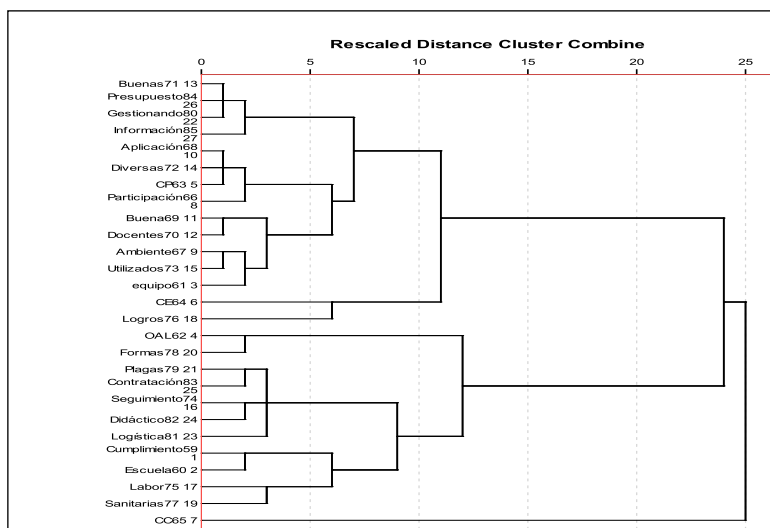 Rescaled Distance Cluster Combine
0 5 10 15 20 25
Buenas71 13
Presupuesto84
26
Gestionando80
22
Información85
27
Aplicación68
10
Diversas72 14
CP63 5
Participación66
8
Buena69 11
Docentes70 12
Ambiente67 9
Utilizados73 15
equipo61 3
CE64 6
Logros76 18
OAL62 4
Formas78 20
Plagas79 21
Contratación83
25
Seguimiento74
16
Didáctico82 24
Logística81 23
Cumplimiento59
1
Escuela60 2
Labor75 17
Sanitarias77 19
CC65 7